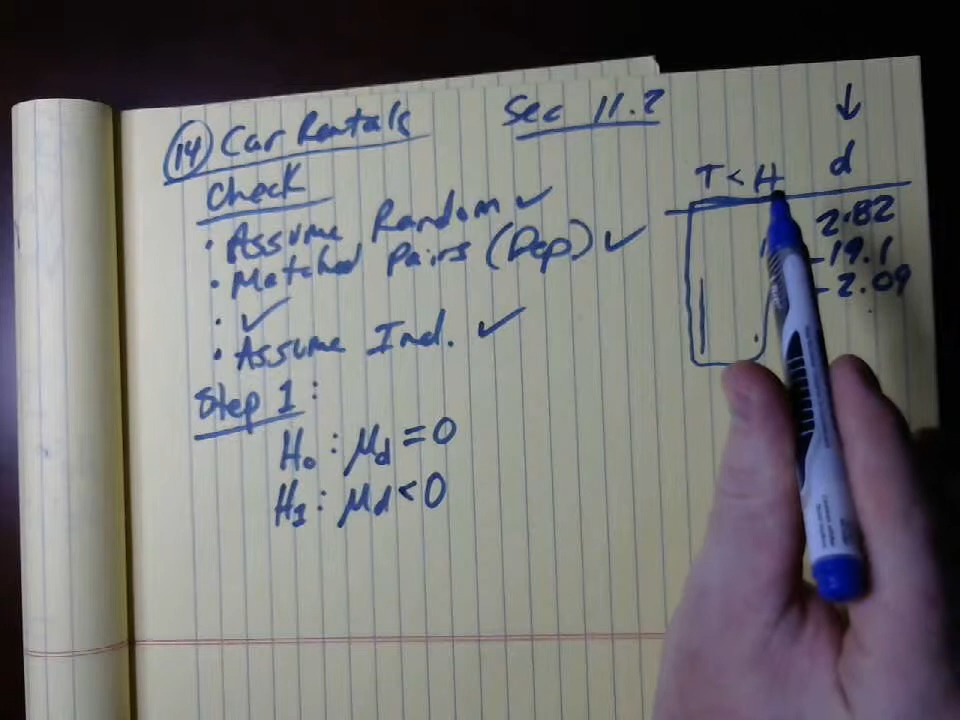 14 Car Rentals
Sec 11.2
Check
• Assume Random ✓
• Matched Pairs (Dep) ✓
• ✓
• Assume Ind. ✓
Step 1:
H₀: μd = 0
H₁: μd < 0
↓
T < H d
2.82
-19.1
-2.09